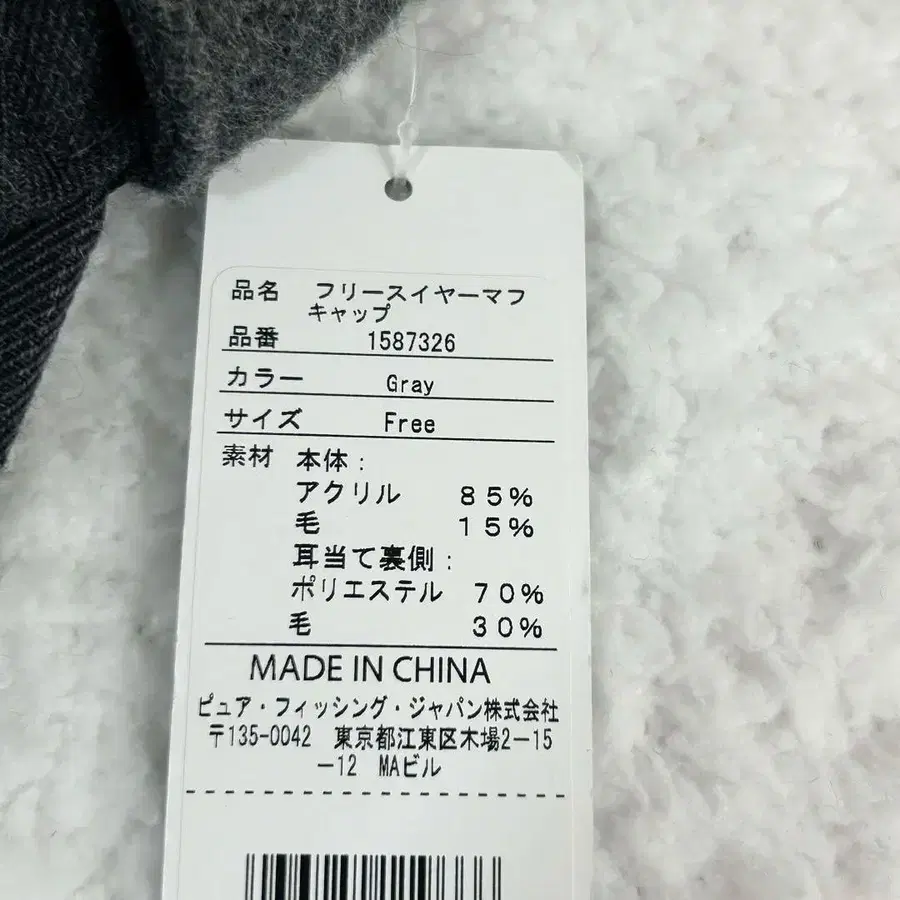 品名 フリースイヤーマフ
キャップ
品番 1587326
カラー Gray
サイズ Free
素材 本体：
アクリル ８５％
毛 １５％
耳当て裏側：
ポリエステル ７０％
毛 ３０％
MADE IN CHINA
ピュア・フィッシング・ジャパン株式会社
〒135-0042 東京都江東区木場2－15
－12 MAビル